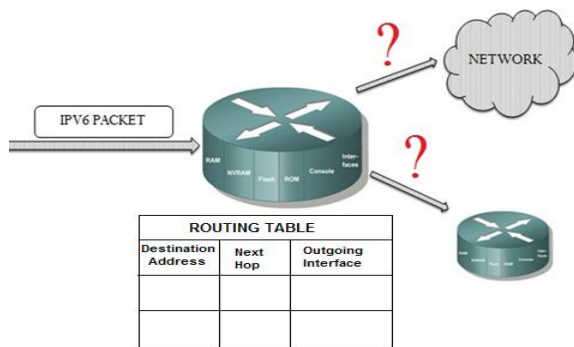 ?
NETWORK
IPV6 PACKET
?
RAM
NVRAM
Flash
ROM
Console
Inter-
faces
ROUTING TABLE
Destination Address
Next Hop
Outgoing Interface